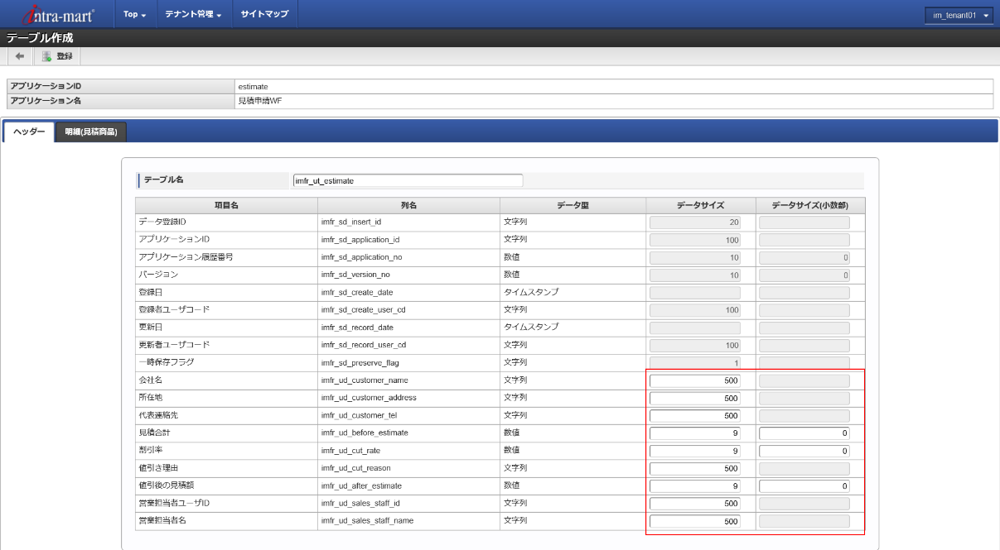 intra-mart Top テナント管理 サイトマップ im_tenant01
テーブル作成
登録
アプリケーションID estimate
アプリケーション名 見積申請WF
ヘッダー 明細(見積商品)
テーブル名 imfr_ut_estimate
項目名 列名 データ型 データサイズ データサイズ(小数部)
データ登録ID imfr_sd_insert_id 文字列 20
アプリケーションID imfr_sd_application_id 文字列 100
アプリケーション履歴番号 imfr_sd_application_no 数値 10 0
バージョン imfr_sd_version_no 数値 10 0
登録日 imfr_sd_create_date タイムスタンプ
登録者ユーザコード imfr_sd_create_user_cd 文字列 100
更新日 imfr_sd_record_date タイムスタンプ
更新者ユーザコード imfr_sd_record_user_cd 文字列 100
一時保存フラグ imfr_sd_preserve_flag 文字列 1
会社名 imfr_ud_customer_name 文字列 500
所在地 imfr_ud_customer_address 文字列 500
代表連絡先 imfr_ud_customer_tel 文字列 500
見積合計 imfr_ud_before_estimate 数値 9 0
割引率 imfr_ud_cut_rate 数値 9 0
値引き理由 imfr_ud_cut_reason 文字列 500
値引後の見積額 imfr_ud_after_estimate 数値 9 0
営業担当者ユーザID imfr_ud_sales_staff_id 文字列 500
営業担当者名 imfr_ud_sales_staff_name 文字列 500